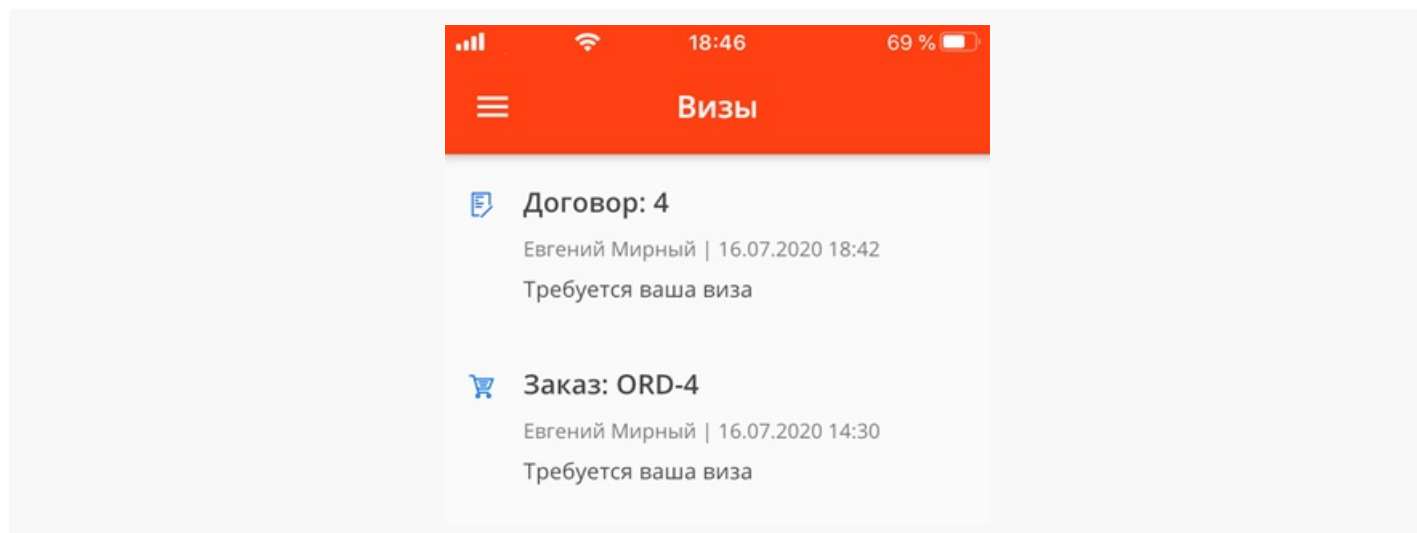 18:46 69 %
Визы
Договор: 4
Евгений Мирный | 16.07.2020 18:42
Требуется ваша виза
Заказ: ORD-4
Евгений Мирный | 16.07.2020 14:30
Требуется ваша виза